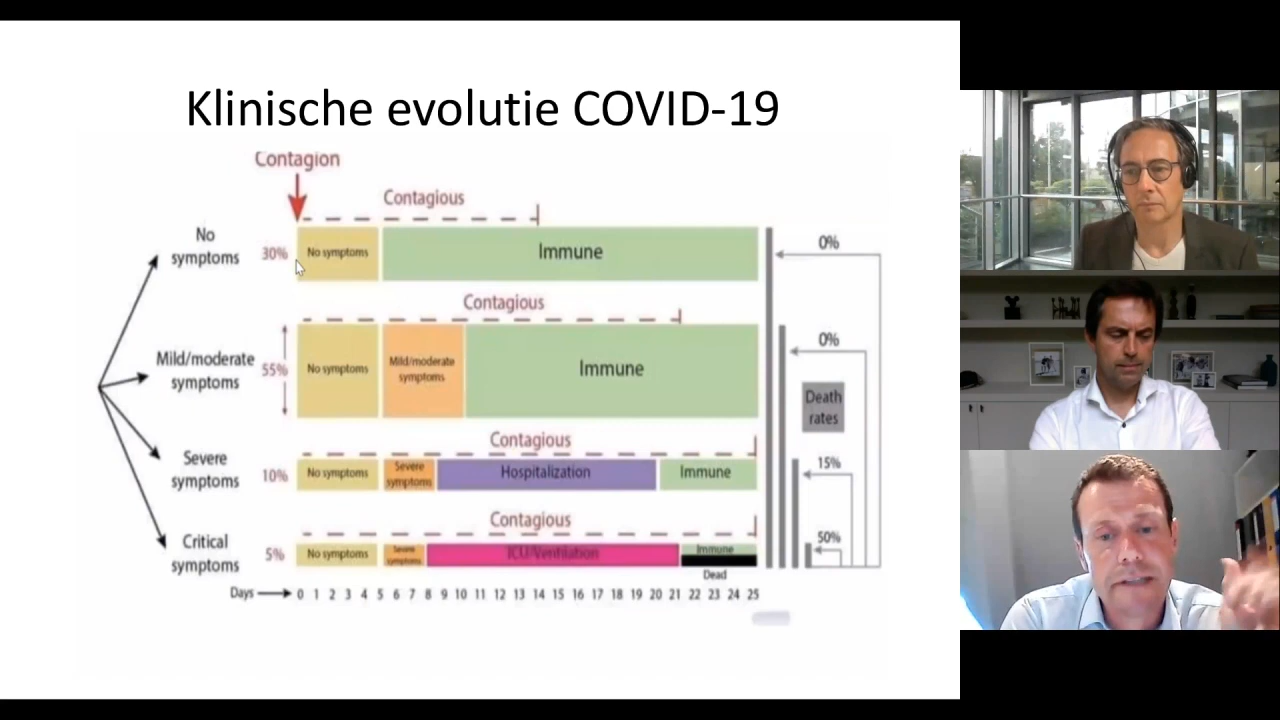 Klinische evolutie COVID-19
Contagion
Contagious
No
symptoms
30%
No symptoms
Immune
0%
Contagious
Mild/moderate
symptoms
55%
No symptoms
Mild/moderate
symptoms
Immune
0%
Death
rates
Contagious
Severe
symptoms
10%
No symptoms
Severe
symptoms
Hospitalization
Immune
15%
Contagious
Critical
symptoms
5%
No symptoms
Severe
symptoms
ICU/Ventilation
Immune
Dead
50%
Days 0 1 2 3 4 5 6 7 8 9 10 11 12 13 14 15 16 17 18 19 20 21 22 23 24 25